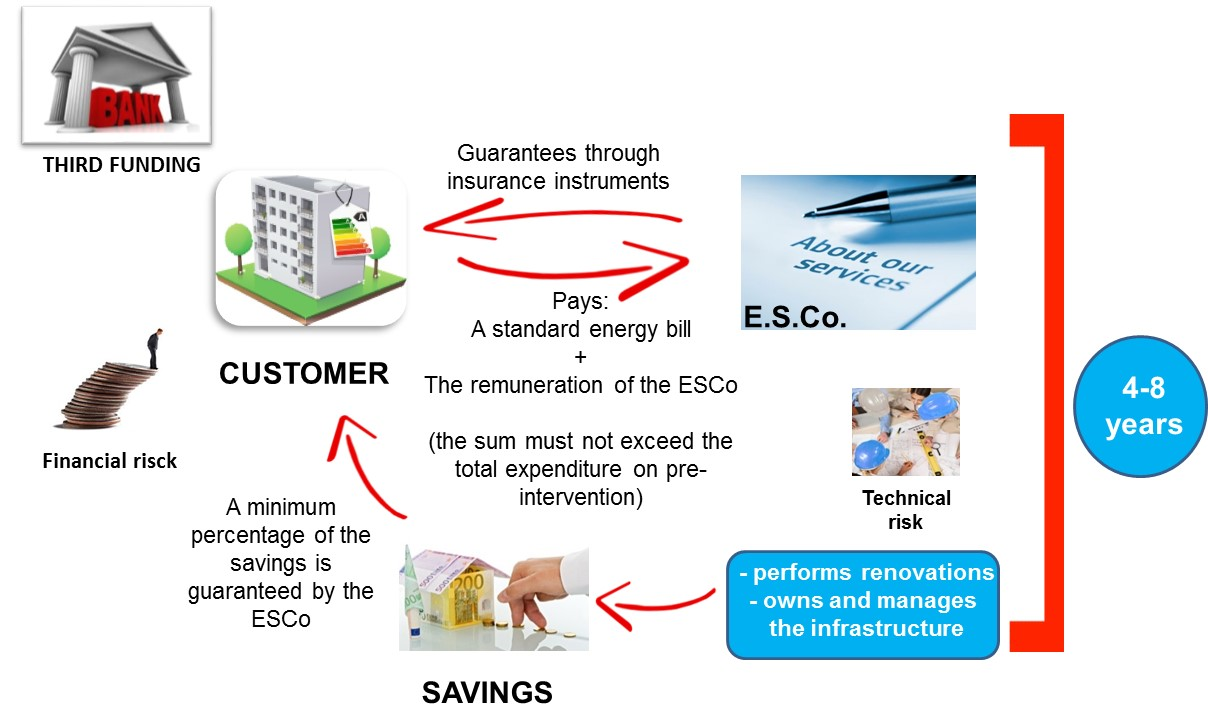 BANK
THIRD FUNDING
Guarantees through
insurance instruments
A
About our
services
E.S.Co.
CUSTOMER
Pays:
A standard energy bill
+
The remuneration of the ESCo
(the sum must not exceed the
total expenditure on pre-
intervention)
4-8
years
Financial risck
Technical
risk
A minimum
percentage of the
savings is
guaranteed by the
ESCo
500 EURO
200
- performs renovations
- owns and manages
the infrastructure
SAVINGS